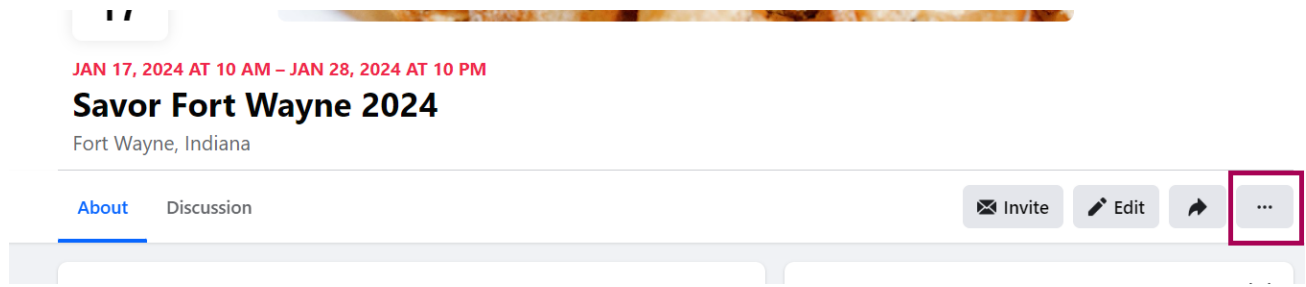 17
JAN 17, 2024 AT 10 AM – JAN 28, 2024 AT 10 PM
Savor Fort Wayne 2024
Fort Wayne, Indiana
About Discussion Invite Edit ...